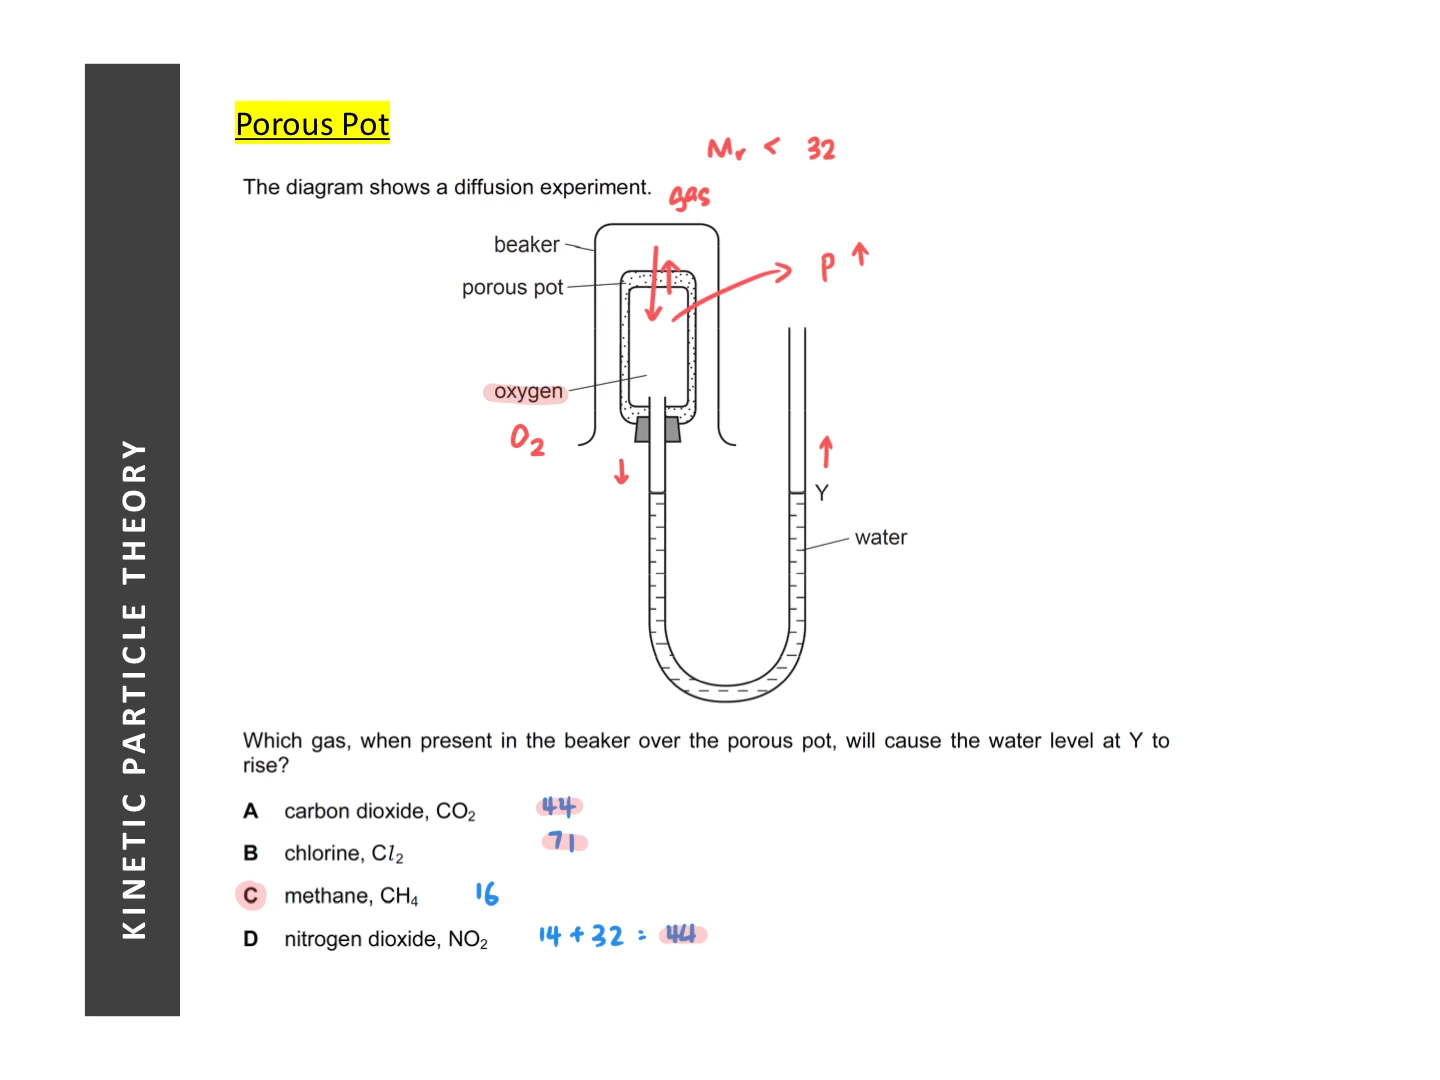 KINETIC PARTICLE THEORY
Porous Pot
Mr < 32
The diagram shows a diffusion experiment.
gas
beaker
P ↑
porous pot
oxygen
O2
Y
water
Which gas, when present in the beaker over the porous pot, will cause the water level at Y to
rise?
A carbon dioxide, CO₂ 44
B chlorine, Cl₂ 71
C methane, CH₄ 16
D nitrogen dioxide, NO₂ 14 + 32 = 44